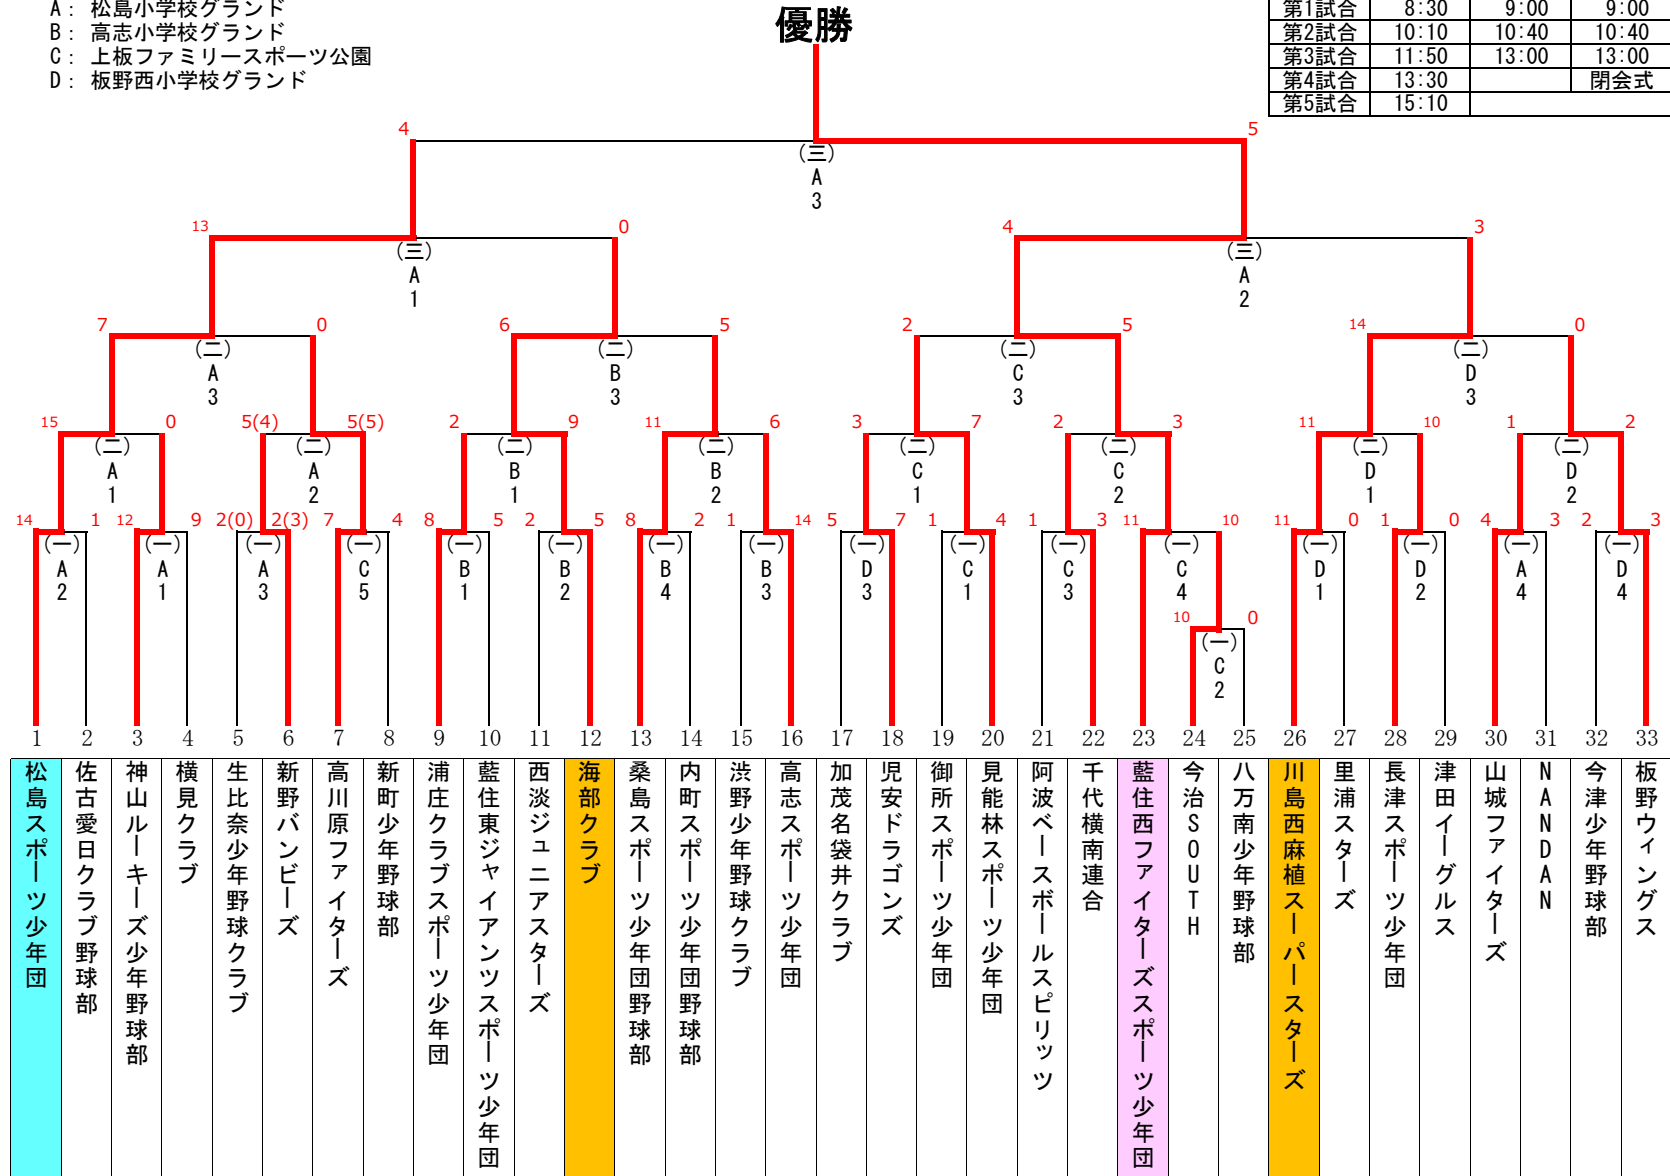 A： 松島小学校グランド
B： 高志小学校グランド
C： 上板ファミリースポーツ公園
D： 板野西小学校グランド
優勝
第1試合 8:30 9:00 9:00
第2試合 10:10 10:40 10:40
第3試合 11:50 13:00 13:00
第4試合 13:30 閉会式
第5試合 15:10
4 5
(三) A 3
13 0 4 3
(三) A 1 (三) A 2
7 0 6 5 2 5 14 0
(二) A 3 (二) B 3 (二) C 3 (二) D 3
15 0 5(4) 5(5) 2 9 11 6 3 7 2 3 11 10 1 2
(二) A 1 (二) A 2 (二) B 1 (二) B 2 (二) C 1 (二) C 2 (二) D 1 (二) D 2
14 1 12 9 2(0) 2(3) 7 4 8 5 2 5 8 2 1 14 5 7 1 4 1 3 11 10 11 0 1 0 4 3 2 3
(一) A 2 (一) A 1 (一) A 3 (一) C 5 (一) B 1 (一) B 2 (一) B 4 (一) B 3 (一) D 3 (一) C 1 (一) C 3 (一) C 4 (一) D 1 (一) D 2 (一) A 4 (一) D 4
10 0
(一) C 2
1 2 3 4 5 6 7 8 9 10 11 12 13 14 15 16 17 18 19 20 21 22 23 24 25 26 27 28 29 30 31 32 33
松島スポーツ少年団
佐古愛日クラブ野球部
神山ルーキーズ少年野球部
横見クラブ
生比奈少年野球クラブ
新野バンビーズ
高川原ファイターズ
新町少年野球部
浦庄クラブスポーツ少年団
藍住東ジャイアンツスポーツ少年団
西淡ジュニアスターズ
海部クラブ
桑島スポーツ少年団野球部
内町スポーツ少年団野球部
渋野少年野球クラブ
高志スポーツ少年団
加茂名袋井クラブ
児安ドラゴンズ
御所スポーツ少年団
見能林スポーツ少年団
阿波ベースボールスピリッツ
千代横南連合
藍住西ファイターズスポーツ少年団
今治SOUTH
八万南少年野球部
川島西麻植スーパースターズ
里浦スターズ
長津スポーツ少年団
津田イーグルス
山城ファイターズ
NANDAN
今津少年野球部
板野ウィングス